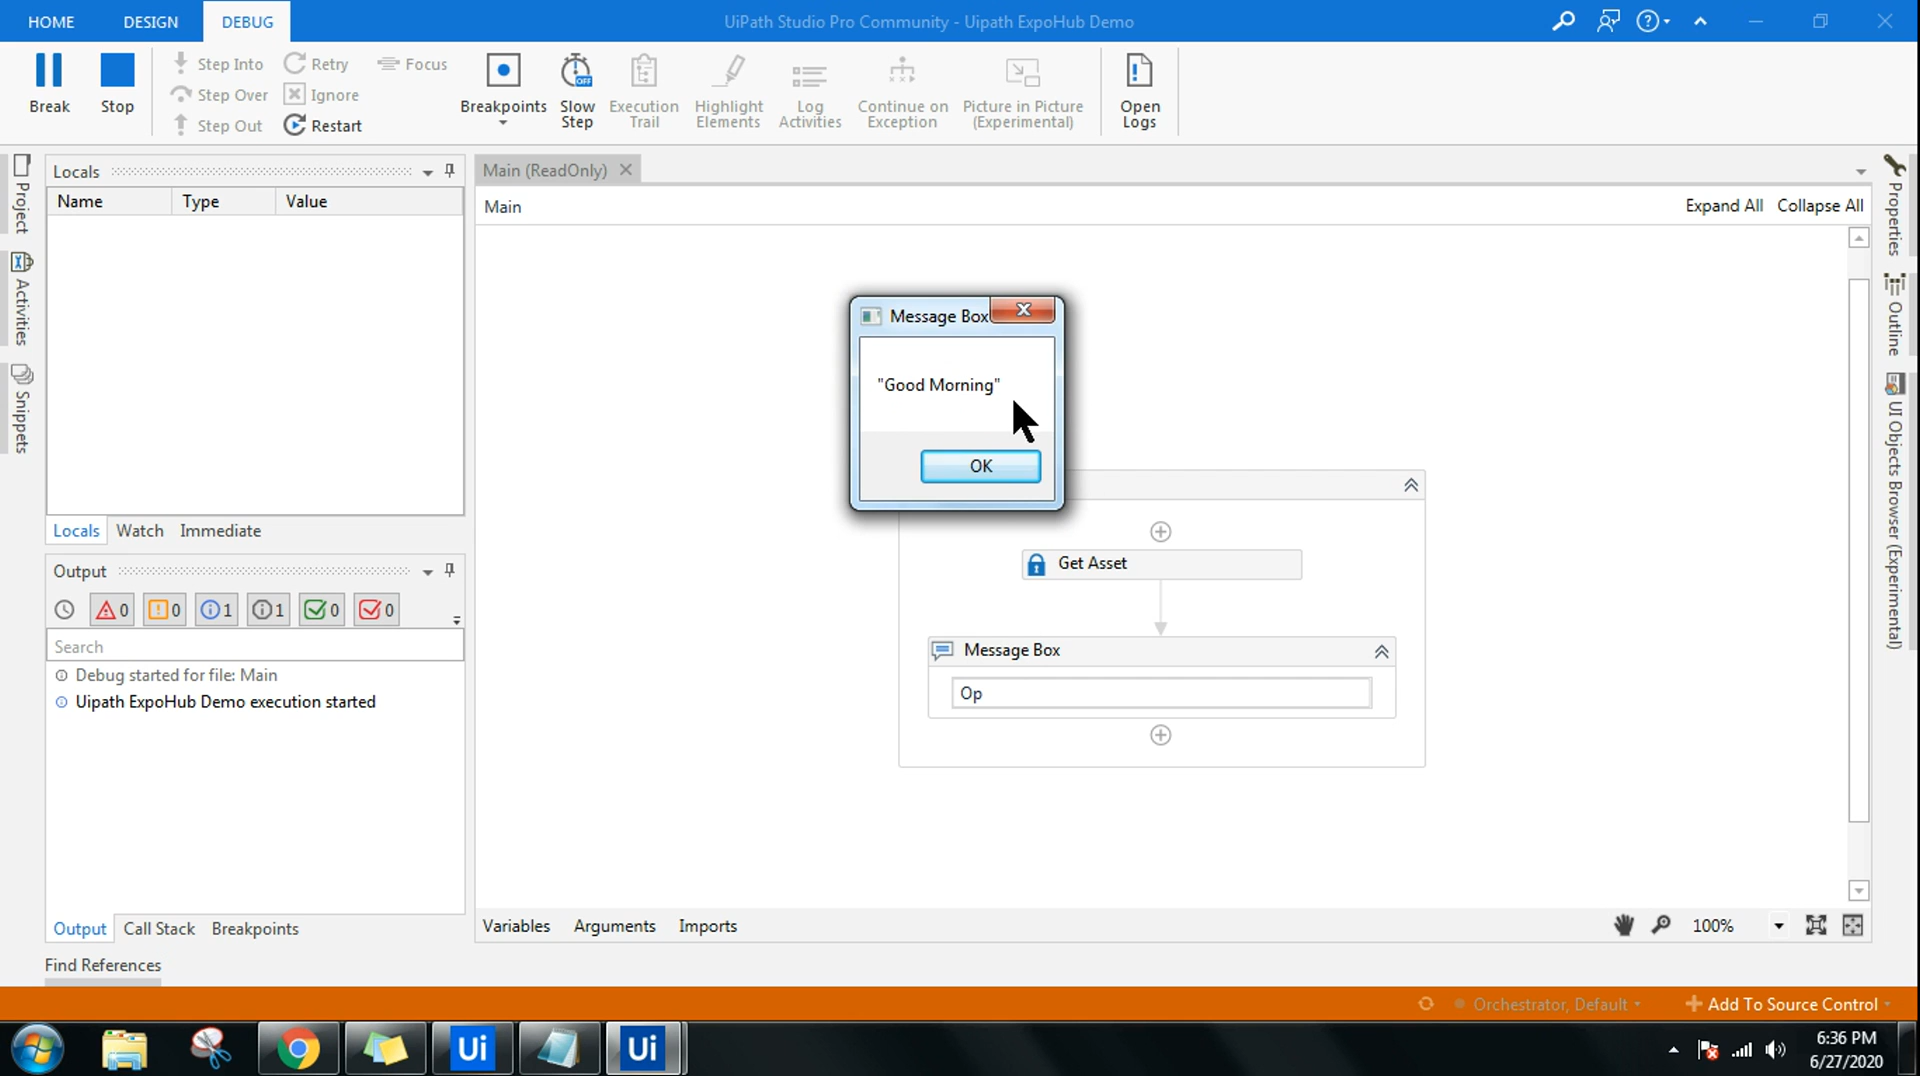 HOME DESIGN DEBUG
UiPath Studio Pro Community - Uipath ExpoHub Demo
Break
Stop
Step Into
Step Over
Step Out
Retry
Ignore
Restart
Focus
Breakpoints
Slow
Step
OFF
Execution
Trail
Highlight
Elements
Log
Activities
Continue on
Exception
Picture in Picture
(Experimental)
Open
Logs
Project
Activities
Snippets
Locals
Name Type Value
Locals Watch Immediate
Output
0 0 1 1 0 0
Search
Debug started for file: Main
Uipath ExpoHub Demo execution started
Output Call Stack Breakpoints
Find References
Main (ReadOnly)
Main
Expand All Collapse All
Message Box
"Good Morning"
OK
Get Asset
Message Box
Op
Variables Arguments Imports
100%
Properties
Outline
UI Objects Browser (Experimental)
Orchestrator, Default
Add To Source Control
Ui
Ui
6:36 PM
6/27/2020